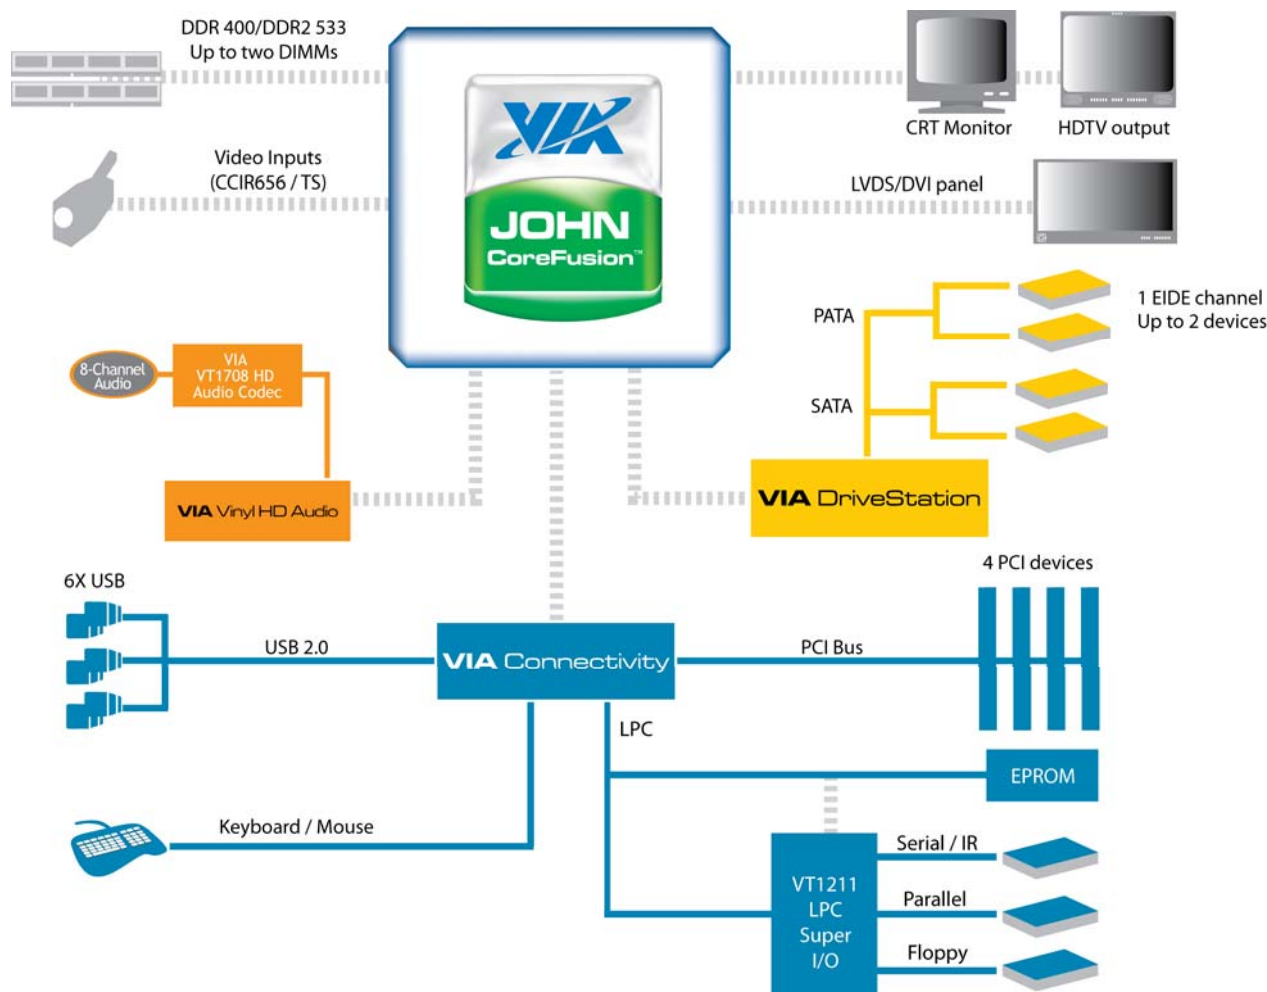 DDR 400/DDR2 533
Up to two DIMMs
VIA
JOHN
CoreFusion™
CRT Monitor
HDTV output
Video Inputs
(CCIR656 / TS)
LVDS/DVI panel
PATA
1 EIDE channel
Up to 2 devices
SATA
8-Channel
Audio
VIA
VT1708 HD
Audio Codec
VIA Vinyl HD Audio
VIA DriveStation
6X USB
USB 2.0
VIA Connectivity
PCI Bus
4 PCI devices
LPC
EPROM
Keyboard / Mouse
VT1211
LPC
Super
I/O
Serial / IR
Parallel
Floppy